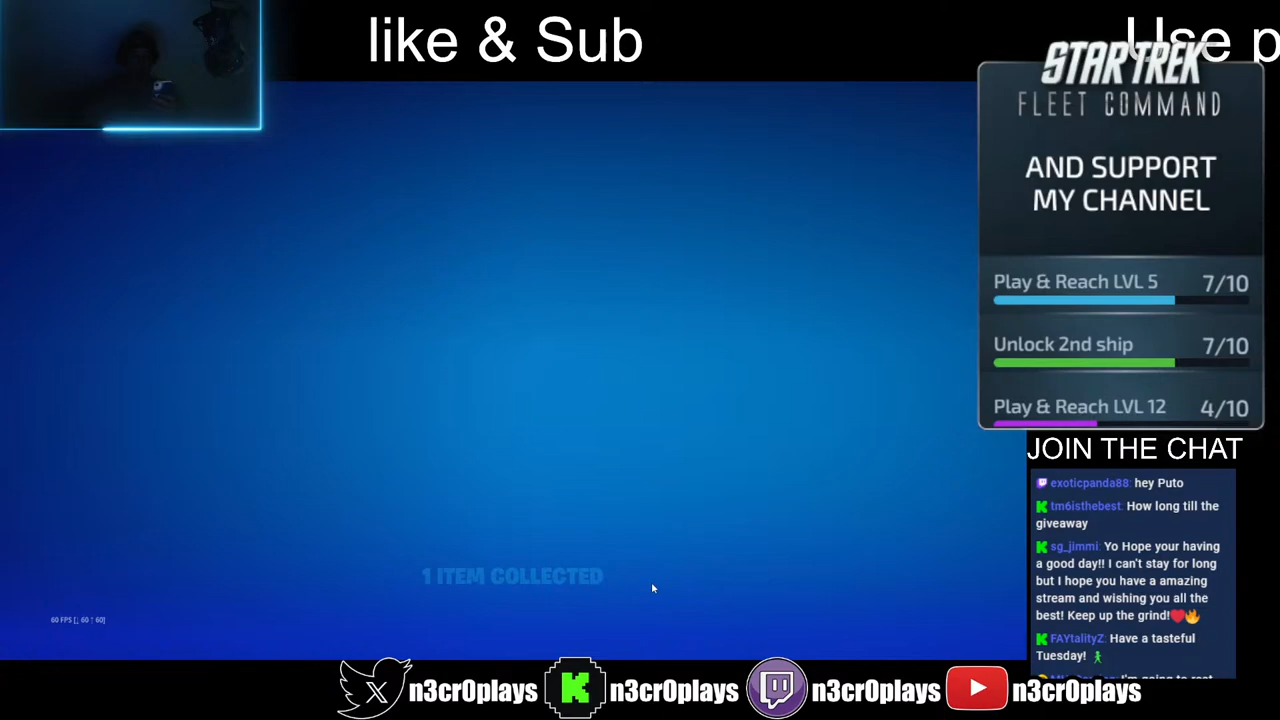 like & Sub
Use p
STAR TREK
FLEET COMMAND
AND SUPPORT
MY CHANNEL
Play & Reach LVL 5 7/10
Unlock 2nd ship 7/10
Play & Reach LVL 12 4/10
JOIN THE CHAT
exoticpanda88: hey Puto
tm6isthebest: How long till the
giveaway
sg_jimmi: Yo Hope your having
a good day!! I can't stay for long
but I hope you have a amazing
stream and wishing you all the
best! Keep up the grind!❤️🔥
FAYtalityZ: Have a tasteful
Tuesday!
1 ITEM COLLECTED
n3cr0plays n3cr0plays n3cr0plays n3cr0plays